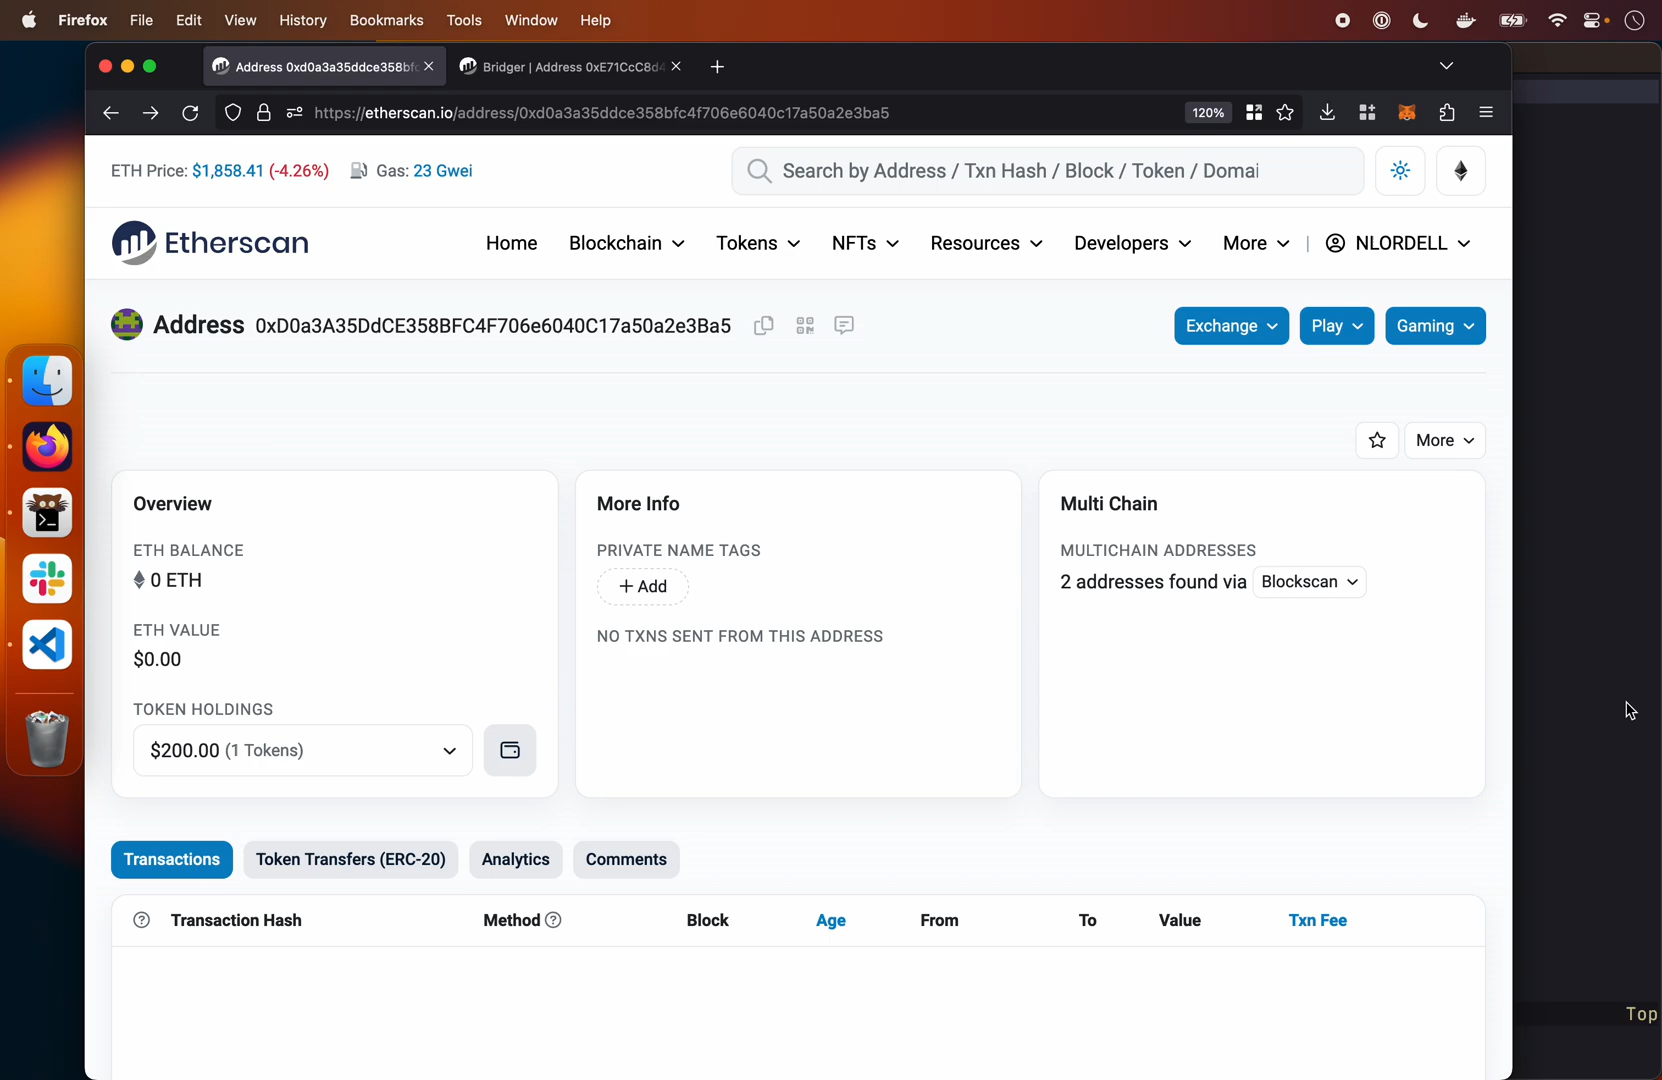 Firefox File Edit View History Bookmarks Tools Window Help
Address 0xd0a3a35ddce358bfc
Bridger | Address 0xE71CcC8d4
https://etherscan.io/address/0xd0a3a35ddce358bfc4f706e6040c17a50a2e3ba5 120%
ETH Price: $1,858.41 (-4.26%) Gas: 23 Gwei Search by Address / Txn Hash / Block / Token / Domai
Etherscan Home Blockchain Tokens NFTs Resources Developers More | NLORDELL
Address 0xD0a3A35DdCE358BFC4F706e6040C17a50a2e3Ba5 Exchange Play Gaming
More
Overview
ETH BALANCE
0 ETH
ETH VALUE
$0.00
TOKEN HOLDINGS
$200.00 (1 Tokens)
More Info
PRIVATE NAME TAGS
+ Add
NO TXNS SENT FROM THIS ADDRESS
Multi Chain
MULTICHAIN ADDRESSES
2 addresses found via Blockscan
Transactions Token Transfers (ERC-20) Analytics Comments
Transaction Hash Method Block Age From To Value Txn Fee
Top